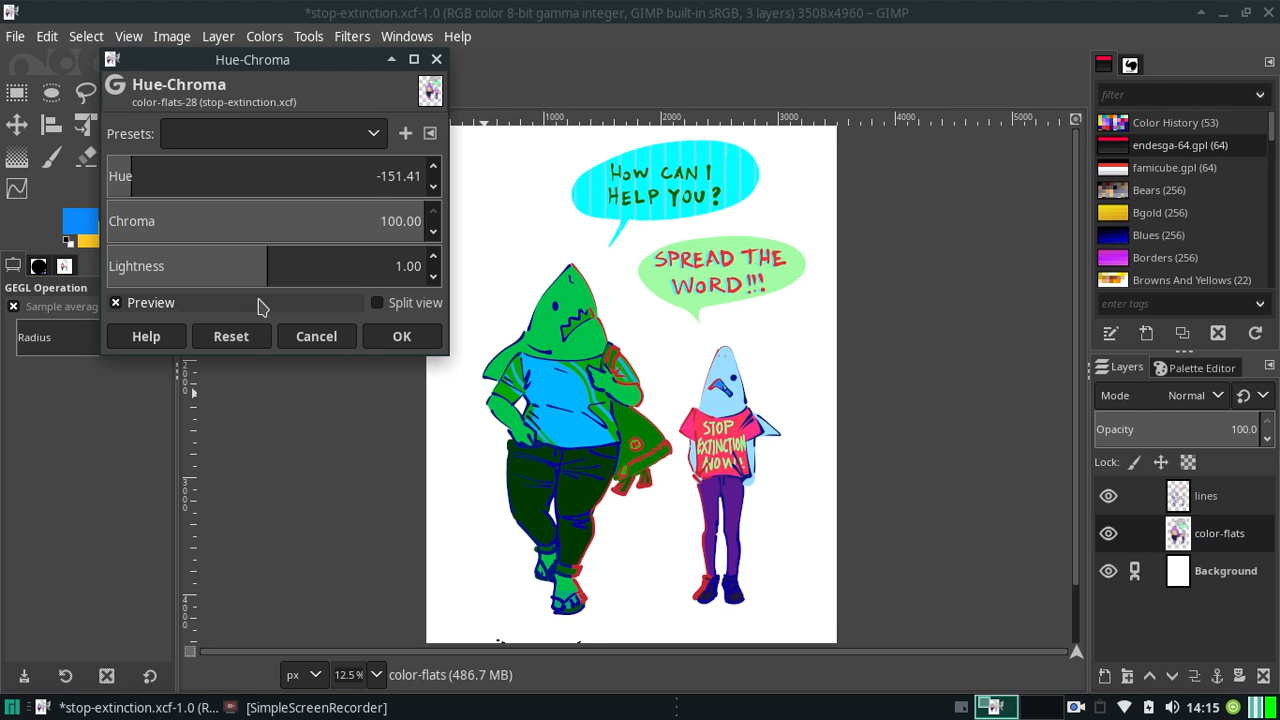 *stop-extinction.xcf-1.0 (RGB color 8-bit gamma integer, GIMP built-in sRGB, 3 layers) 3508x4960 – GIMP
File Edit Select View Image Layer Colors Tools Filters Windows Help
Hue-Chroma
Hue-Chroma
color-flats-28 (stop-extinction.xcf)
Presets:
Hue -151.41
Chroma 100.00
Lightness 1.00
Preview Split view
Help Reset Cancel OK
GEGL Operation
Sample averag
Radius
1000 2000 3000 4000 5000
2000
3000
4000
HOW CAN I
HELP YOU?
SPREAD THE
WORD!!!
STOP
EXTINCTION
NOW!
filter
Color History (53)
endesga-64.gpl (64)
famicube.gpl (64)
Bears (256)
Bgold (256)
Blues (256)
Borders (256)
Browns And Yellows (22)
enter tags
Layers Palette Editor
Mode Normal
Opacity 100.0
Lock:
lines
color-flats
Background
px 12.5% color-flats (486.7 MB)
*stop-extinction.xcf-1.0 (R... [SimpleScreenRecorder] 14:15